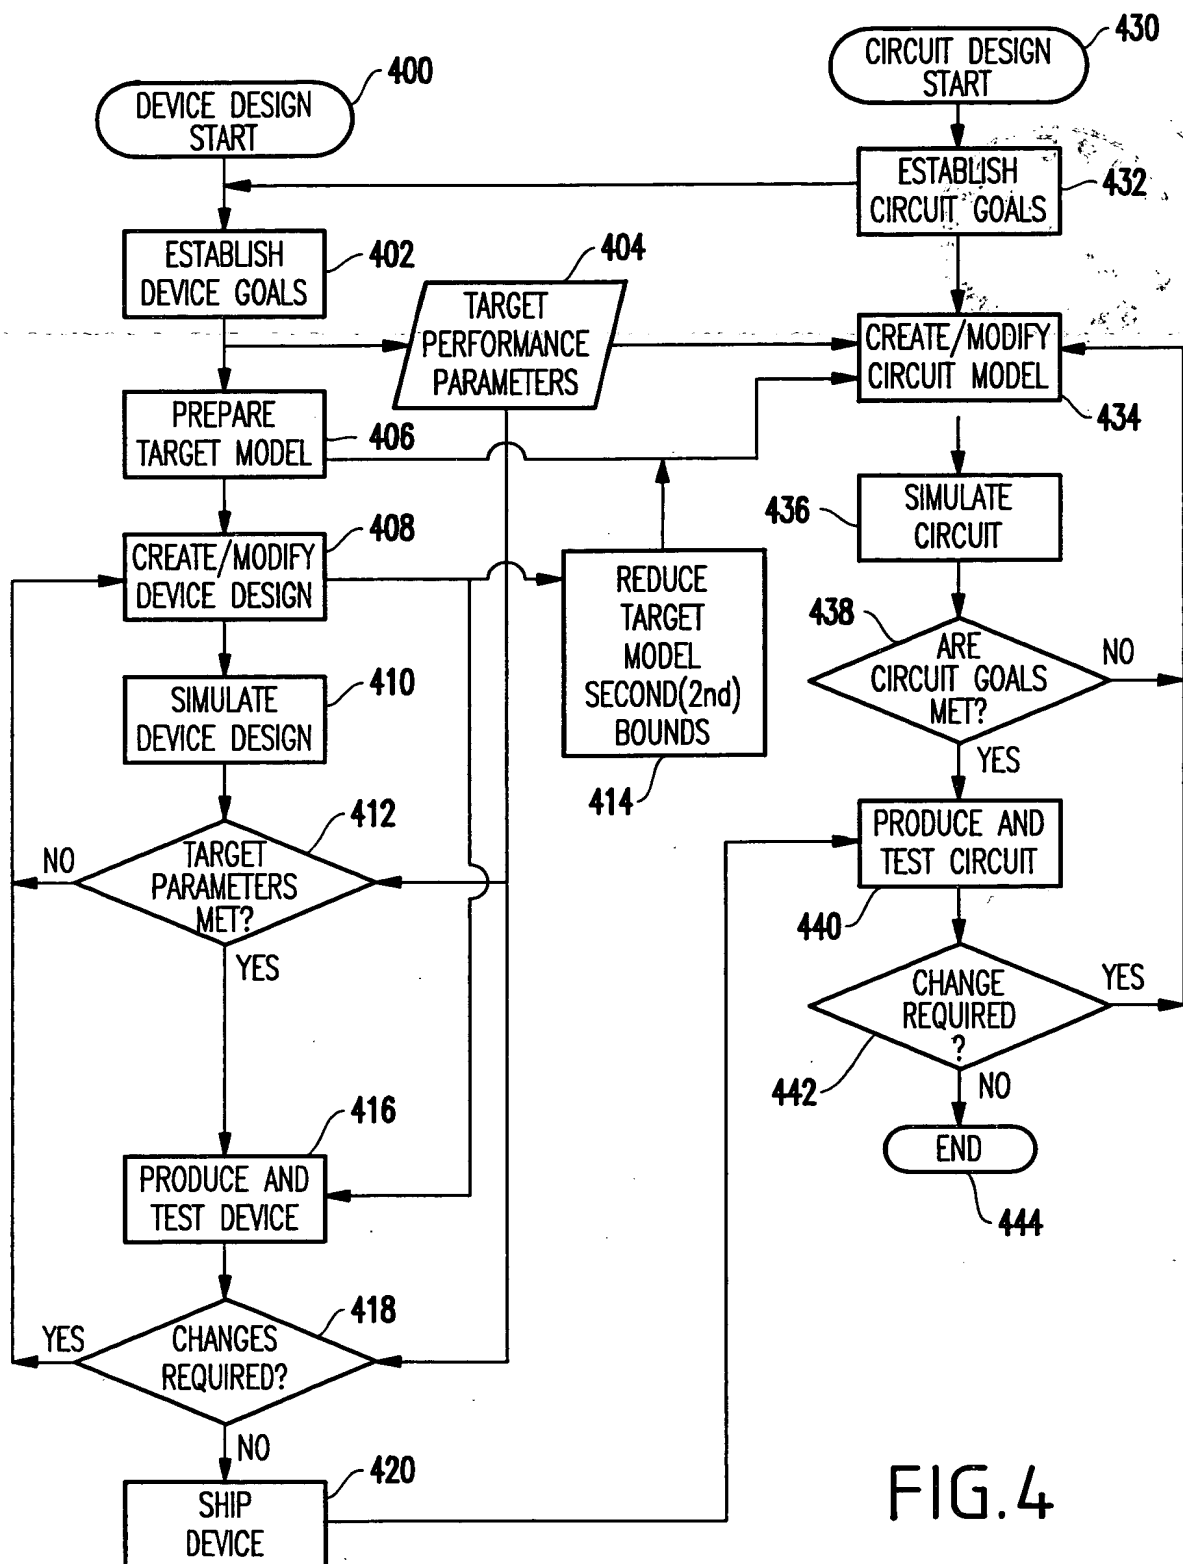 400
DEVICE DESIGN
START
430
CIRCUIT DESIGN
START
ESTABLISH
CIRCUIT GOALS
432
ESTABLISH
DEVICE GOALS
402
404
TARGET
PERFORMANCE
PARAMETERS
CREATE/MODIFY
CIRCUIT MODEL
434
PREPARE
TARGET MODEL
406
408
CREATE/MODIFY
DEVICE DESIGN
SIMULATE
DEVICE DESIGN
410
REDUCE
TARGET
MODEL
SECOND(2nd)
BOUNDS
414
436
SIMULATE
CIRCUIT
438
ARE
CIRCUIT GOALS
MET?
NO
YES
412
TARGET
PARAMETERS
MET?
NO
YES
PRODUCE AND
TEST CIRCUIT
440
CHANGE
REQUIRED
?
YES
442
NO
END
444
416
PRODUCE AND
TEST DEVICE
418
CHANGES
REQUIRED?
YES
NO
420
SHIP
DEVICE
FIG.4